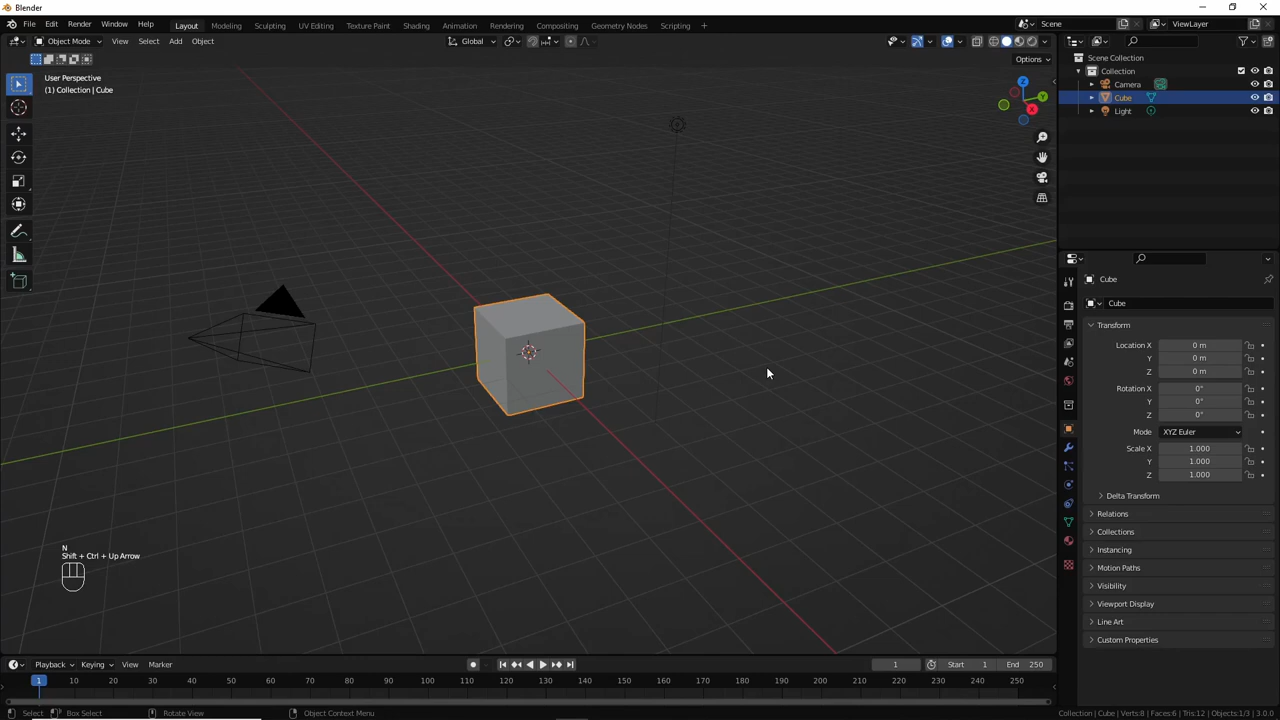 Blender
File Edit Render Window Help Layout Modeling Sculpting UV Editing Texture Paint Shading Animation Rendering Compositing Geometry Nodes Scripting + Scene ViewLayer
Object Mode View Select Add Object Global
Options
User Perspective
(1) Collection | Cube
Z
Y
X
Scene Collection
Collection
Camera
Cube
Light
Cube
Cube
Transform
Location X 0 m
Y 0 m
Z 0 m
Rotation X 0°
Y 0°
Z 0°
Mode XYZ Euler
Scale X 1.000
Y 1.000
Z 1.000
Delta Transform
Relations
Collections
Instancing
Motion Paths
Visibility
Viewport Display
Line Art
Custom Properties
N
Shift + Ctrl + Up Arrow
Playback Keying View Marker 1 Start 1 End 250
1 10 20 30 40 50 60 70 80 90 100 110 120 130 140 150 160 170 180 190 200 210 220 230 240 250
Select Box Select Rotate View Object Context Menu Collection | Cube | Verts:8 | Faces:6 | Tris:12 | Objects:1/3 | 3.0.0